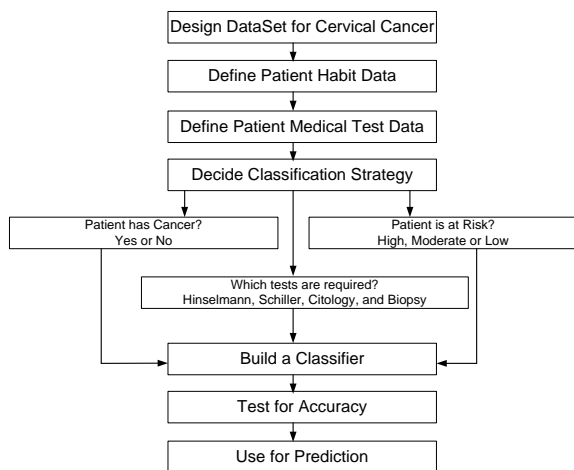 Design DataSet for Cervical Cancer
Define Patient Habit Data
Define Patient Medical Test Data
Decide Classification Strategy
Patient has Cancer?
Yes or No
Patient is at Risk?
High, Moderate or Low
Which tests are required?
Hinselmann, Schiller, Citology, and Biopsy
Build a Classifier
Test for Accuracy
Use for Prediction